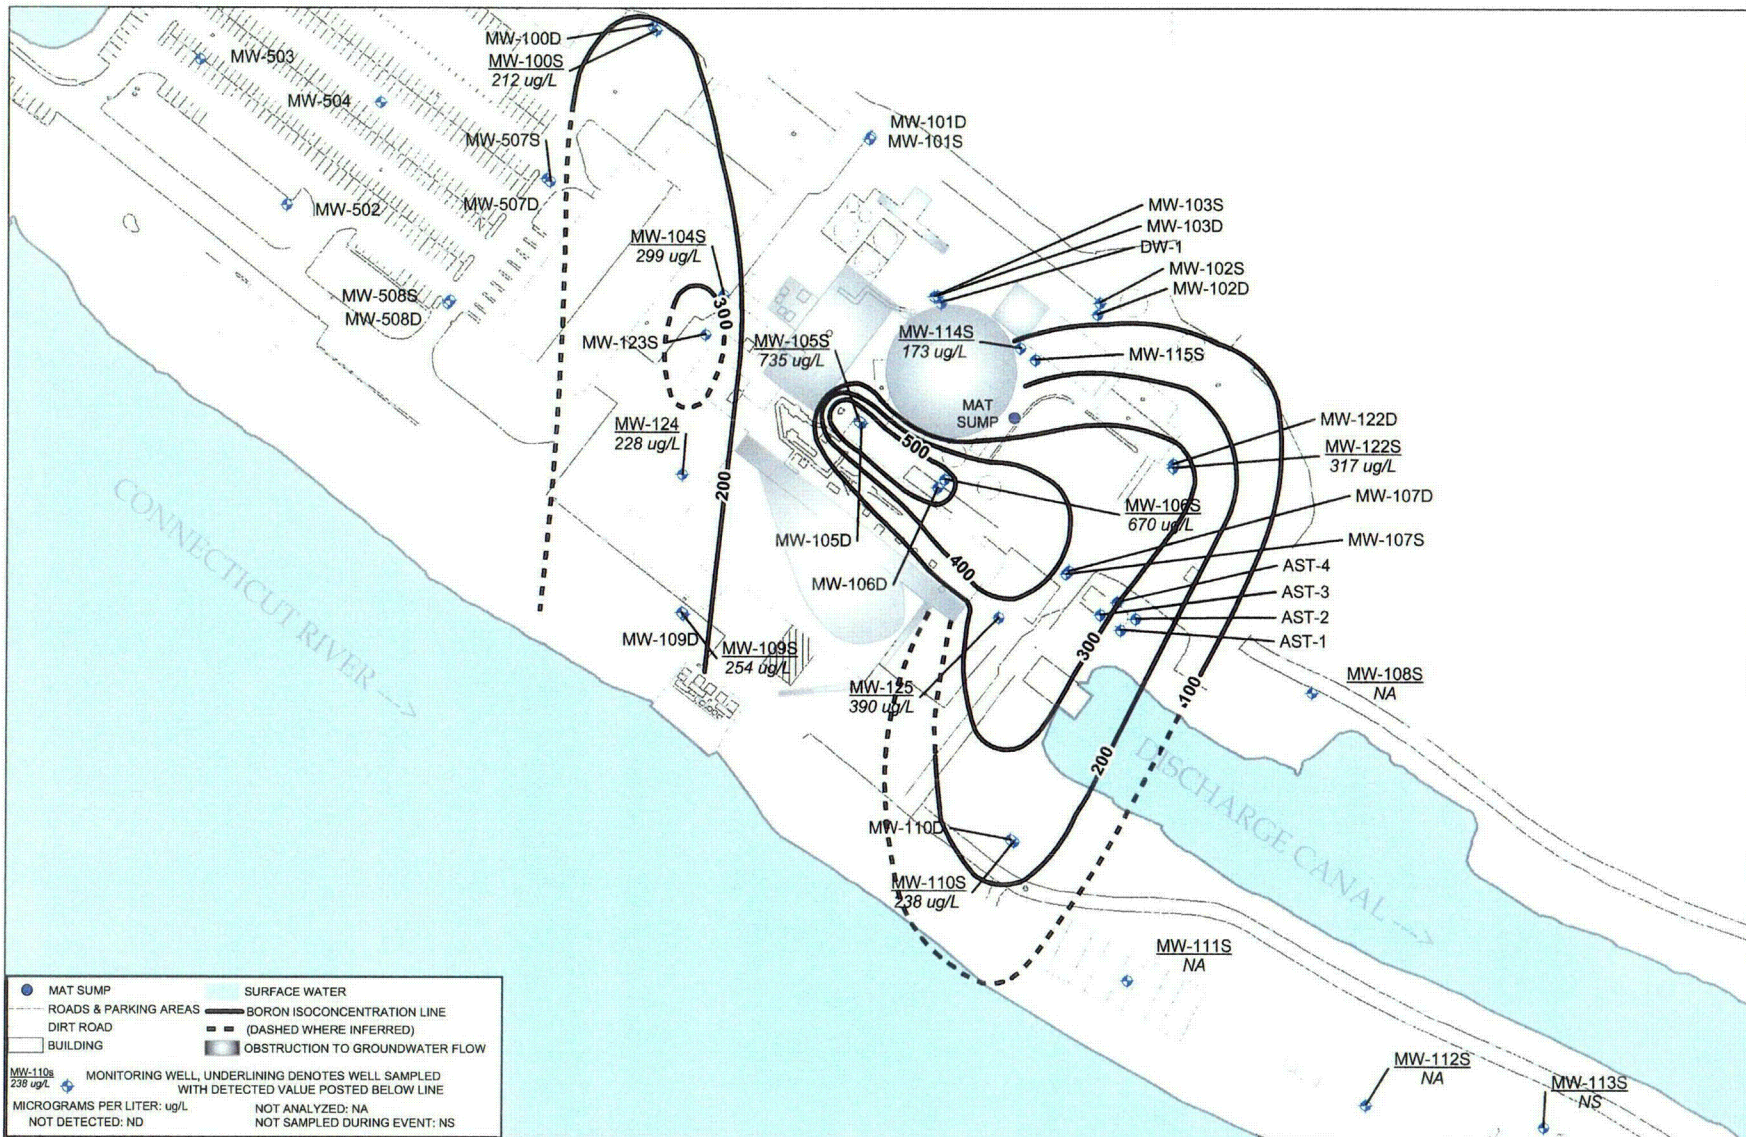 MW-100D
MW-100S
212 ug/L
MW-503
MW-504
MW-507S
MW-101D
MW-101S
MW-502
MW-507D
MW-103S
MW-103D
DW-1
MW-104S
299 ug/L
MW-102S
MW-102D
MW-508S
MW-508D
300
MW-123S
MW-105S
735 ug/L
MW-114S
173 ug/L
MW-115S
MAT
SUMP
MW-124
228 ug/L
500
MW-122D
MW-122S
317 ug/L
200
MW-106S
670 ug/L
MW-107D
MW-105D
MW-107S
MW-106D
400
AST-4
AST-3
AST-2
AST-1
CONNECTICUT RIVER
MW-109D
MW-109S
254 ug/L
300
MW-125
390 ug/L
100
MW-108S
NA
200
DISCHARGE CANAL
MW-110D
MW-110S
238 ug/L
MW-111S
NA
MW-112S
NA
MW-113S
NS
MAT SUMP
SURFACE WATER
ROADS & PARKING AREAS
BORON ISOCONCENTRATION LINE
DIRT ROAD
(DASHED WHERE INFERRED)
BUILDING
OBSTRUCTION TO GROUNDWATER FLOW
MW-110s
238 ug/L
MONITORING WELL, UNDERLINING DENOTES WELL SAMPLED
WITH DETECTED VALUE POSTED BELOW LINE
MICROGRAMS PER LITER: ug/L
NOT ANALYZED: NA
NOT DETECTED: ND
NOT SAMPLED DURING EVENT: NS